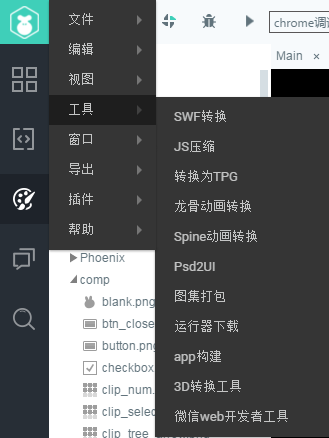 文件
编辑
视图
工具
窗口
导出
插件
帮助
chrome调
Main ×
SWF转换
JS压缩
转换为TPG
龙骨动画转换
Spine动画转换
Psd2UI
图集打包
运行器下载
app构建
3D转换工具
微信web开发者工具
Phoenix
comp
blank.png
btn_close
button.png
checkbox
clip_num.
clip_selec
clip_tree